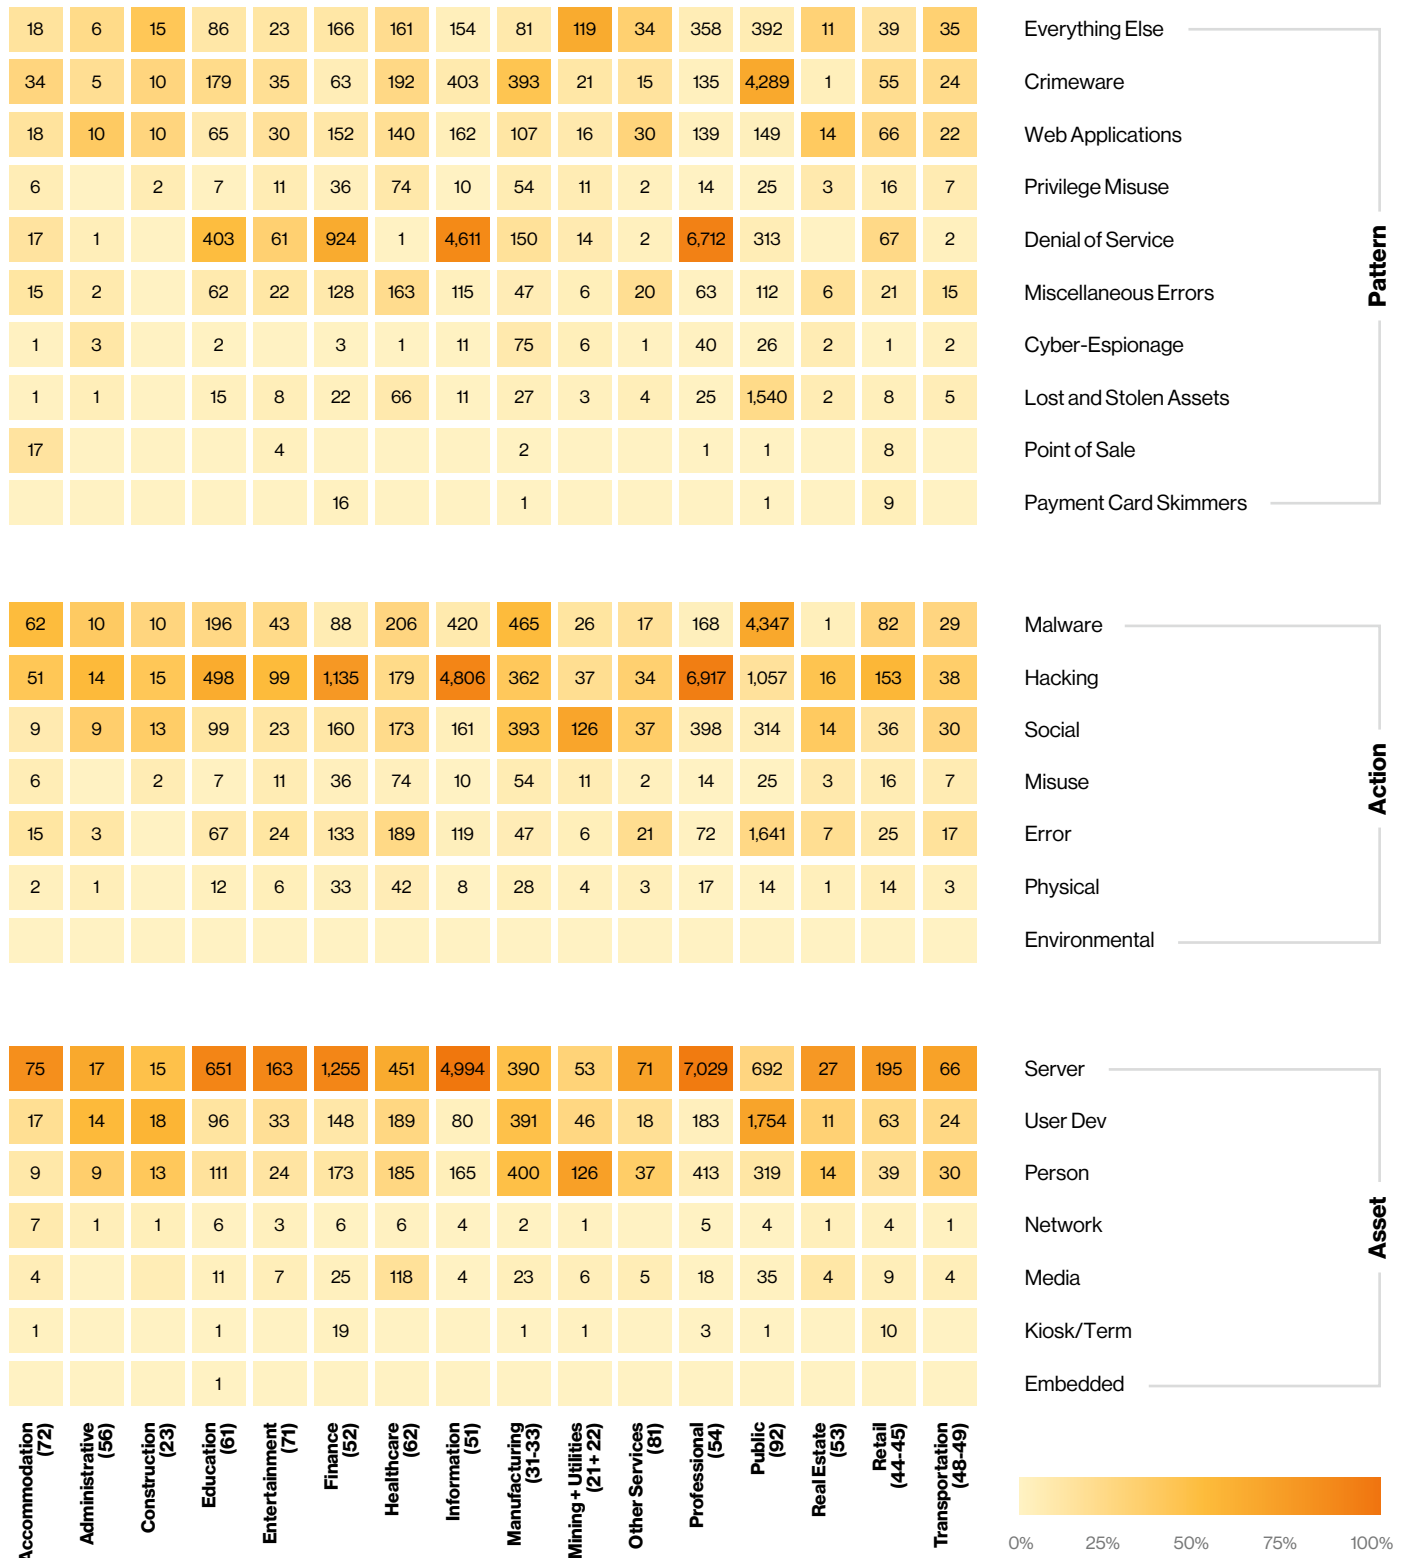 18 6 15 86 23 166 161 154 81 119 34 358 392 11 39 35 Everything Else
34 5 10 179 35 63 192 403 393 21 15 135 4,289 1 55 24 Crimeware
18 10 10 65 30 152 140 162 107 16 30 139 149 14 66 22 Web Applications
6 2 7 11 36 74 10 54 11 2 14 25 3 16 7 Privilege Misuse
17 1 403 61 924 1 4,611 150 14 2 6,712 313 67 2 Denial of Service
15 2 62 22 128 163 115 47 6 20 63 112 6 21 15 Miscellaneous Errors
1 3 2 3 1 11 75 6 1 40 26 2 1 2 Cyber-Espionage
1 1 15 8 22 66 11 27 3 4 25 1,540 2 8 5 Lost and Stolen Assets
17 4 2 1 1 8 Point of Sale
16 1 1 9 Payment Card Skimmers
Pattern
62 10 10 196 43 88 206 420 465 26 17 168 4,347 1 82 29 Malware
51 14 15 498 99 1,135 179 4,806 362 37 34 6,917 1,057 16 153 38 Hacking
9 9 13 99 23 160 173 161 393 126 37 398 314 14 36 30 Social
6 2 7 11 36 74 10 54 11 2 14 25 3 16 7 Misuse
15 3 67 24 133 189 119 47 6 21 72 1,641 7 25 17 Error
2 1 12 6 33 42 8 28 4 3 17 14 1 14 3 Physical
Environmental
Action
75 17 15 651 163 1,255 451 4,994 390 53 71 7,029 692 27 195 66 Server
17 14 18 96 33 148 189 80 391 46 18 183 1,754 11 63 24 User Dev
9 9 13 111 24 173 185 165 400 126 37 413 319 14 39 30 Person
7 1 1 6 3 6 6 4 2 1 5 4 1 4 1 Network
4 11 7 25 118 4 23 6 5 18 35 4 9 4 Media
1 1 19 1 1 3 1 10 Kiosk/Term
1 Embedded
Asset
Accommodation
(72)
Administrative
(56)
Construction
(23)
Education
(61)
Entertainment
(71)
Finance
(52)
Healthcare
(62)
Information
(51)
Manufacturing
(31-33)
Mining + Utilities
(21+ 22)
Other Services
(81)
Professional
(54)
Public
(92)
Real Estate
(53)
Retail
(44-45)
Transportation
(48-49)
0% 25% 50% 75% 100%